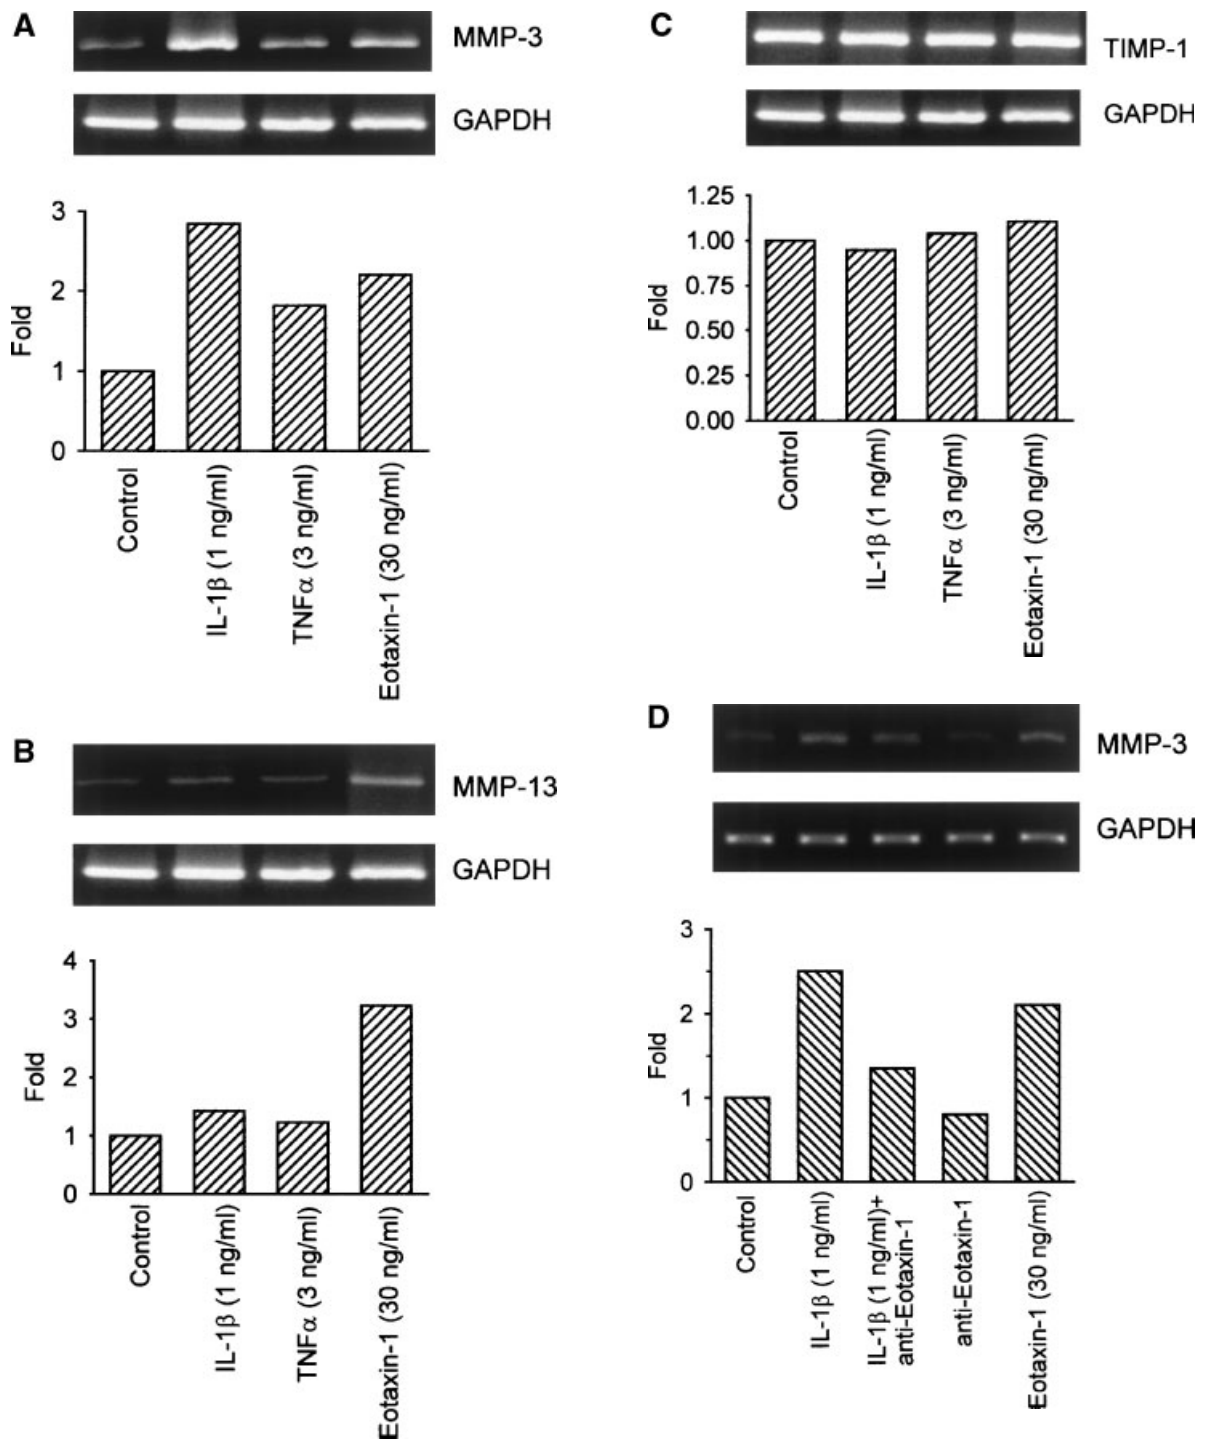 A
MMP-3
GAPDH
3
2
1
0
Fold
Control
IL-1β (1 ng/ml)
TNFα (3 ng/ml)
Eotaxin-1 (30 ng/ml)
B
MMP-13
GAPDH
4
3
2
1
0
Fold
Control
IL-1β (1 ng/ml)
TNFα (3 ng/ml)
Eotaxin-1 (30 ng/ml)
C
TIMP-1
GAPDH
1.25
1.00
0.75
0.50
0.25
0.00
Fold
Control
IL-1β (1 ng/ml)
TNFα (3 ng/ml)
Eotaxin-1 (30 ng/ml)
D
MMP-3
GAPDH
3
2
1
0
Fold
Control
IL-1β (1 ng/ml)
IL-1β (1 ng/ml)+
anti-Eotaxin-1
anti-Eotaxin-1
Eotaxin-1 (30 ng/ml)